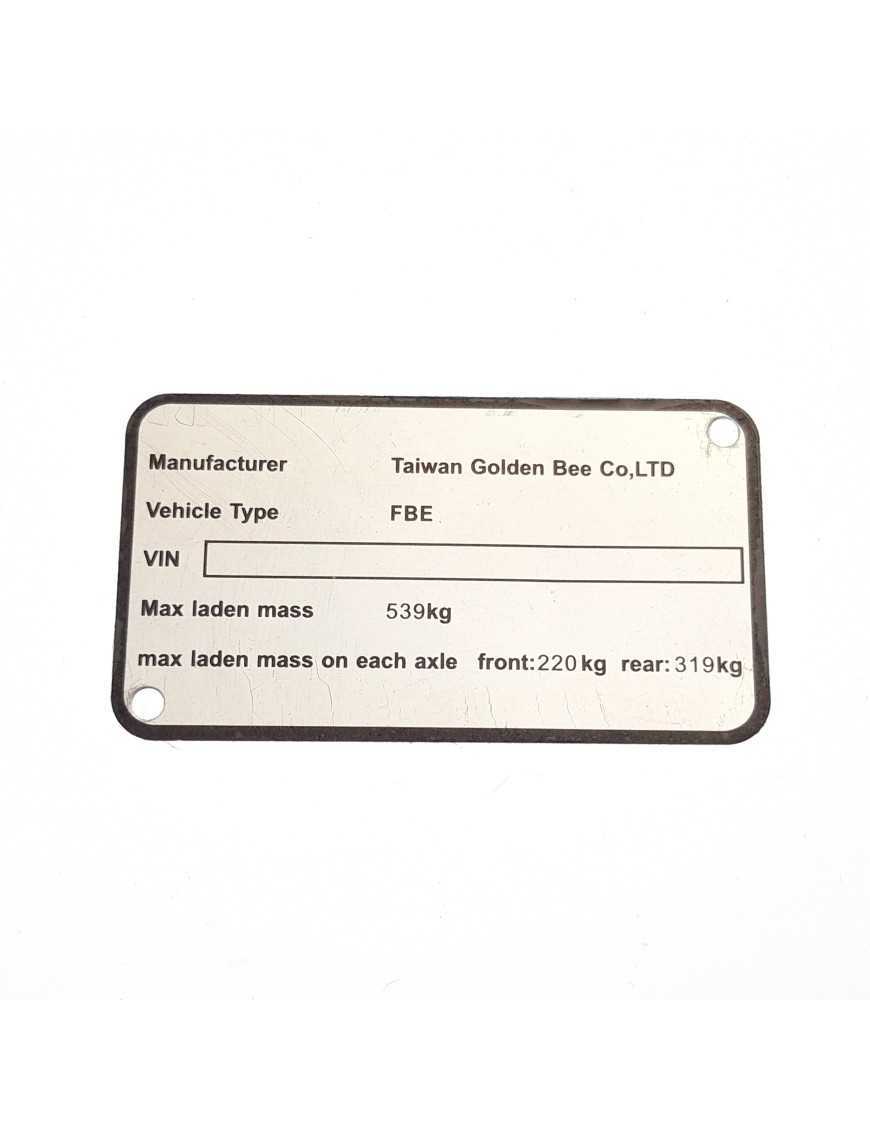 Manufacturer Taiwan Golden Bee Co,LTD
Vehicle Type FBE
VIN
Max laden mass 539kg
max laden mass on each axle front:220kg rear:319kg